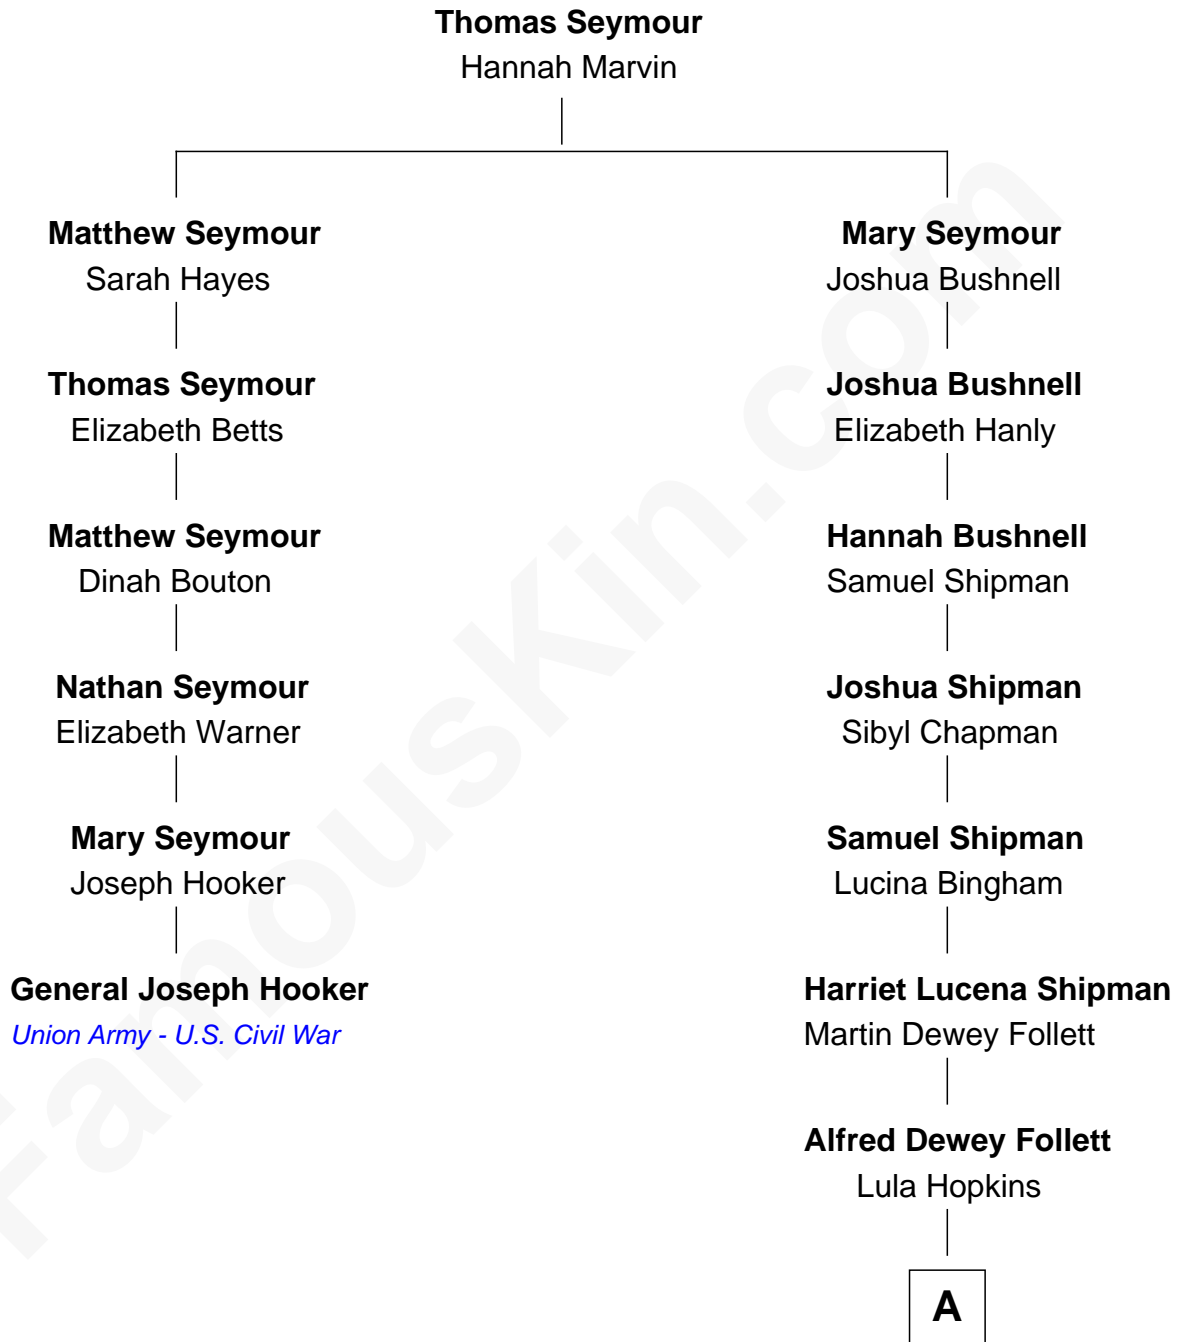 Thomas Seymour
Hannah Marvin
Matthew Seymour
Sarah Hayes
Thomas Seymour
Elizabeth Betts
Matthew Seymour
Dinah Bouton
Nathan Seymour
Elizabeth Warner
Mary Seymour
Joseph Hooker
General Joseph Hooker
Union Army - U.S. Civil War
Mary Seymour
Joshua Bushnell
Joshua Bushnell
Elizabeth Hanly
Hannah Bushnell
Samuel Shipman
Joshua Shipman
Sibyl Chapman
Samuel Shipman
Lucina Bingham
Harriet Lucena Shipman
Martin Dewey Follett
Alfred Dewey Follett
Lula Hopkins
A
FamousKin.com